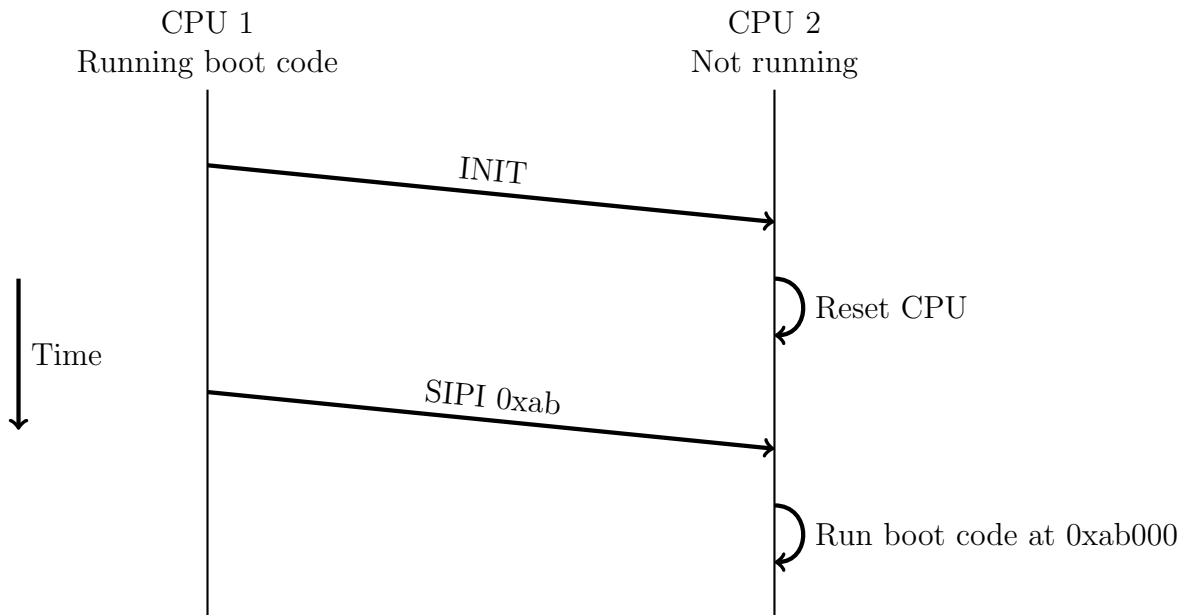 CPU 1
Running boot code
CPU 2
Not running
INIT
Reset CPU
Time
SIPI 0xab
Run boot code at 0xab000